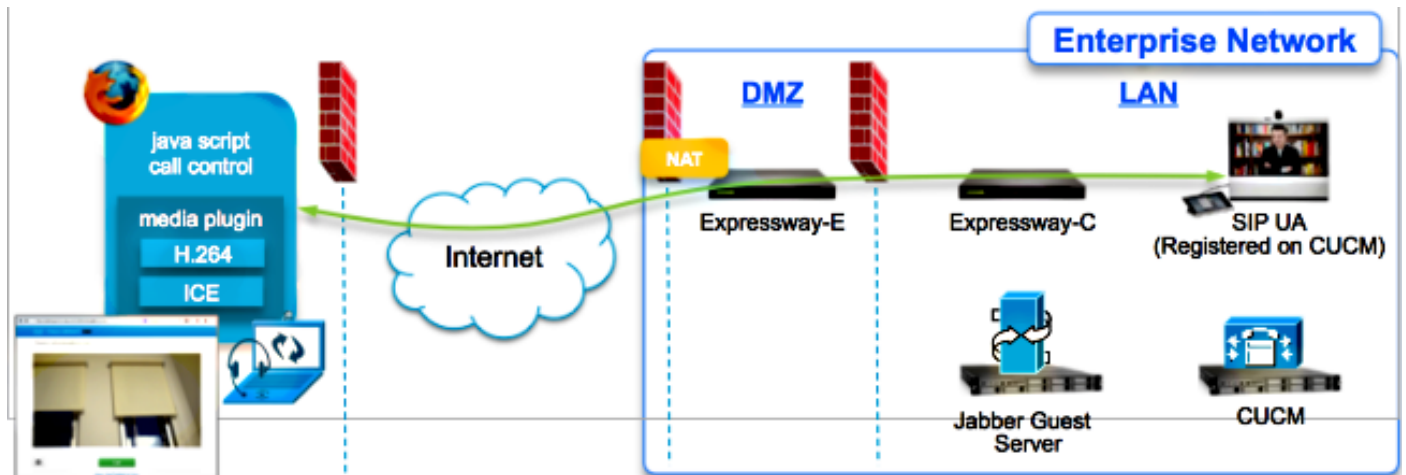 Enterprise Network
DMZ
LAN
java script
call control
NAT
media plugin
H.264
ICE
Internet
Expressway-E
Expressway-C
SIP UA
(Registered on CUCM)
Jabber Guest
Server
CUCM